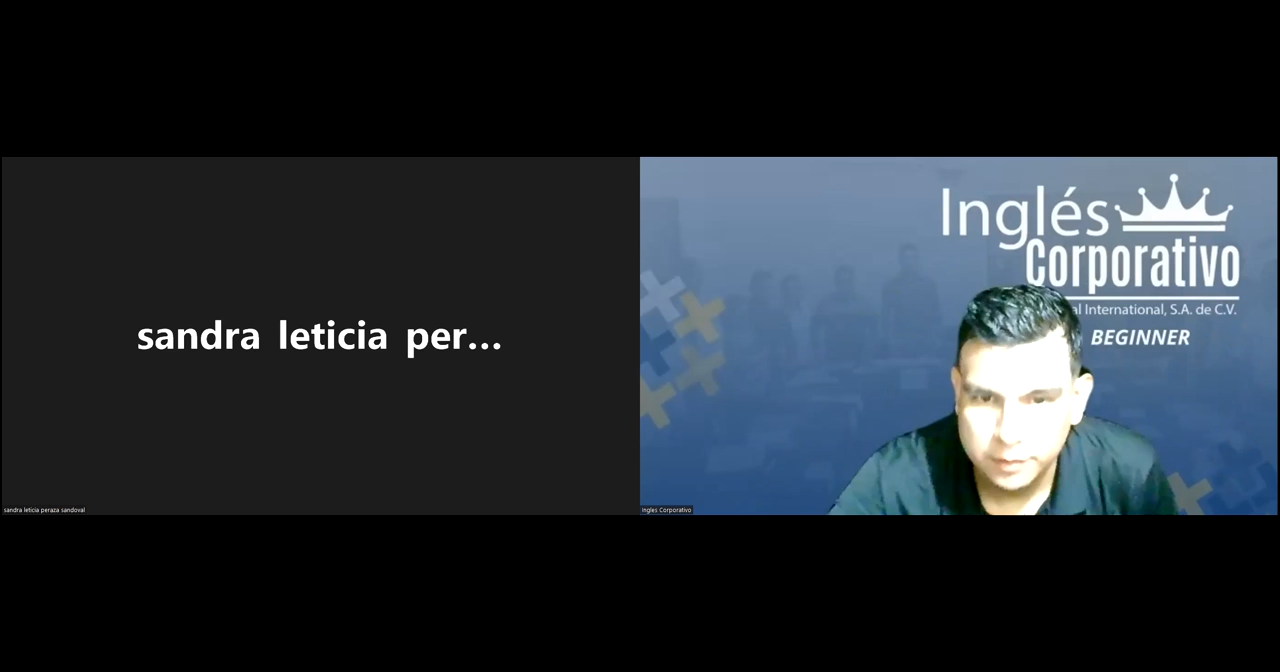 sandra leticia per...
sandra leticia peraza sandoval
Inglés
Corporativo
al International, S.A. de C.V.
BEGINNER
Ingles Corporativo